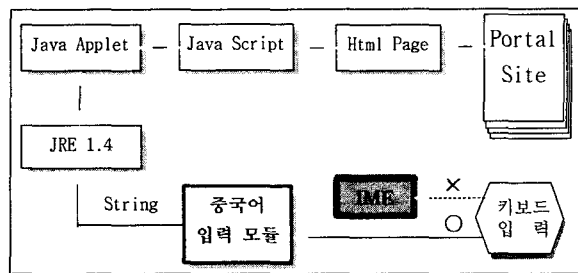 Java Applet
Java Script
Html Page
Portal
Site
JRE 1.4
String
중국어
입력 모듈
IME
×
○
키보드
입 력